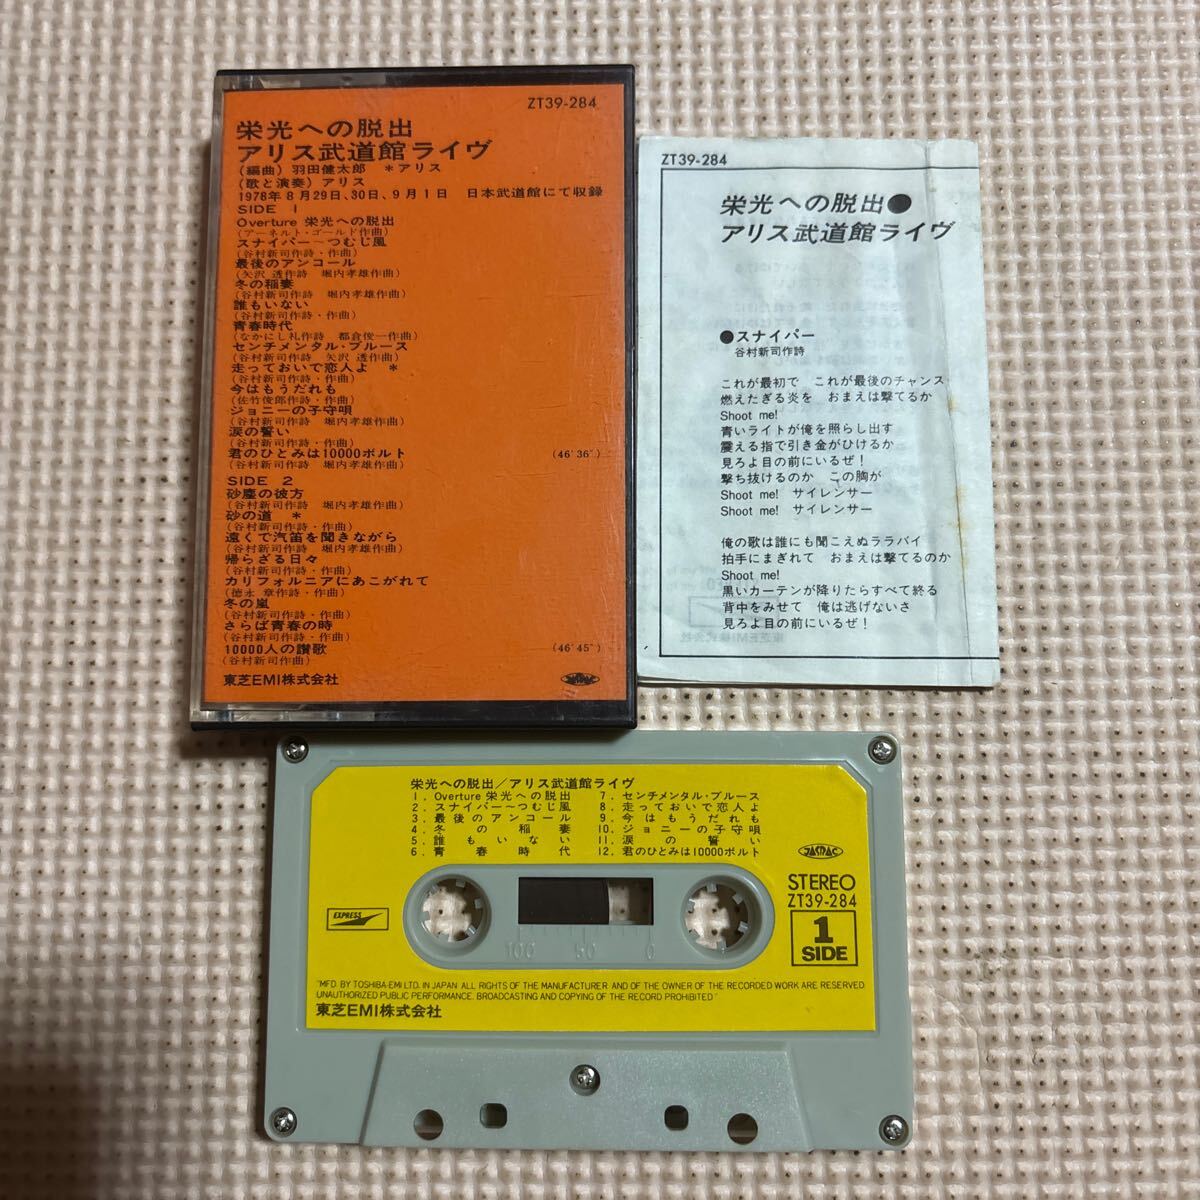 ZT39-284
栄光への脱出
アリス武道館ライヴ
(編曲) 羽田健太郎 *アリス
(歌と演奏) アリス
1978年8月29日、30日、9月1日 日本武道館にて収録
SIDE 1
Overture 栄光への脱出
(アーネルト・ゴールド作曲)
スナイパー〜つむじ風
(谷村新司作詩・作曲)
最後のアンコール
(矢沢 透作詩 堀内孝雄作曲)
冬の稲妻
(谷村新司作詩 堀内孝雄作曲)
誰もいない
(谷村新司作詩・作曲)
青春時代
(なかにし礼作詩 都倉俊一作曲)
センチメンタル・ブルース
(谷村新司作詩 矢沢 透作曲)
走っておいで恋人よ *
(谷村新司作詩・作曲)
今はもうだれも
(佐竹俊郎作詩・作曲)
ジョニーの子守唄
(谷村新司作詩 堀内孝雄作曲)
涙の誓い
(谷村新司作詩 堀内孝雄作曲)
君のひとみは10000ボルト (46'36")
(谷村新司作詩 堀内孝雄作曲)
SIDE 2
砂塵の彼方
(谷村新司作詩 堀内孝雄作曲)
砂の道 *
(谷村新司作詩・作曲)
遠くで汽笛を聞きながら
(谷村新司作詩 堀内孝雄作曲)
帰らざる日々
(谷村新司作詩・作曲)
カリフォルニアにあこがれて
(徳永 章作詩・作曲)
冬の嵐
(谷村新司作詩・作曲)
さらば青春の時
(谷村新司作詩・作曲)
10000人の讃歌 (46'45")
(谷村新司作曲)
東芝EMI株式会社
JASRAC
ZT39-284
栄光への脱出●
アリス武道館ライヴ
●スナイパー
谷村新司作詩
これが最初で これが最後のチャンス
燃えたぎる炎を おまえは撃てるか
Shoot me!
青いライトが俺を照らし出す
震える指で引き金がひけるか
見ろよ目の前にいるぜ!
撃ち抜けるのか この胸が
Shoot me! サイレンサー
Shoot me! サイレンサー
俺の歌は誰にも聞こえぬララバイ
拍手にまぎれて おまえは撃てるのか
Shoot me!
黒いカーテンが降りたらすべて終る
背中をみせて 俺は逃げないさ
見ろよ目の前にいるぜ!
栄光への脱出/アリス武道館ライヴ
1. Overture 栄光への脱出 7. センチメンタル・ブルース
2. スナイパー〜つむじ風 8. 走っておいで恋人よ
3. 最後のアンコール 9. 今はもうだれも
4. 冬の稲妻 10. ジョニーの子守唄
5. 誰もいない 11. 涙の誓い
6. 青春時代 12. 君のひとみは10000ボルト
JASRAC
STEREO
ZT39-284
EXPRESS
1
SIDE
100 50 0
"MFD. BY TOSHIBA-EMI LTD. IN JAPAN ALL RIGHTS OF THE MANUFACTURER AND OF THE OWNER OF THE RECORDED WORK ARE RESERVED
UNAUTHORIZED PUBLIC PERFORMANCE. BROADCASTING AND COPYING OF THE RECORD PROHIBITED"
東芝EMI株式会社